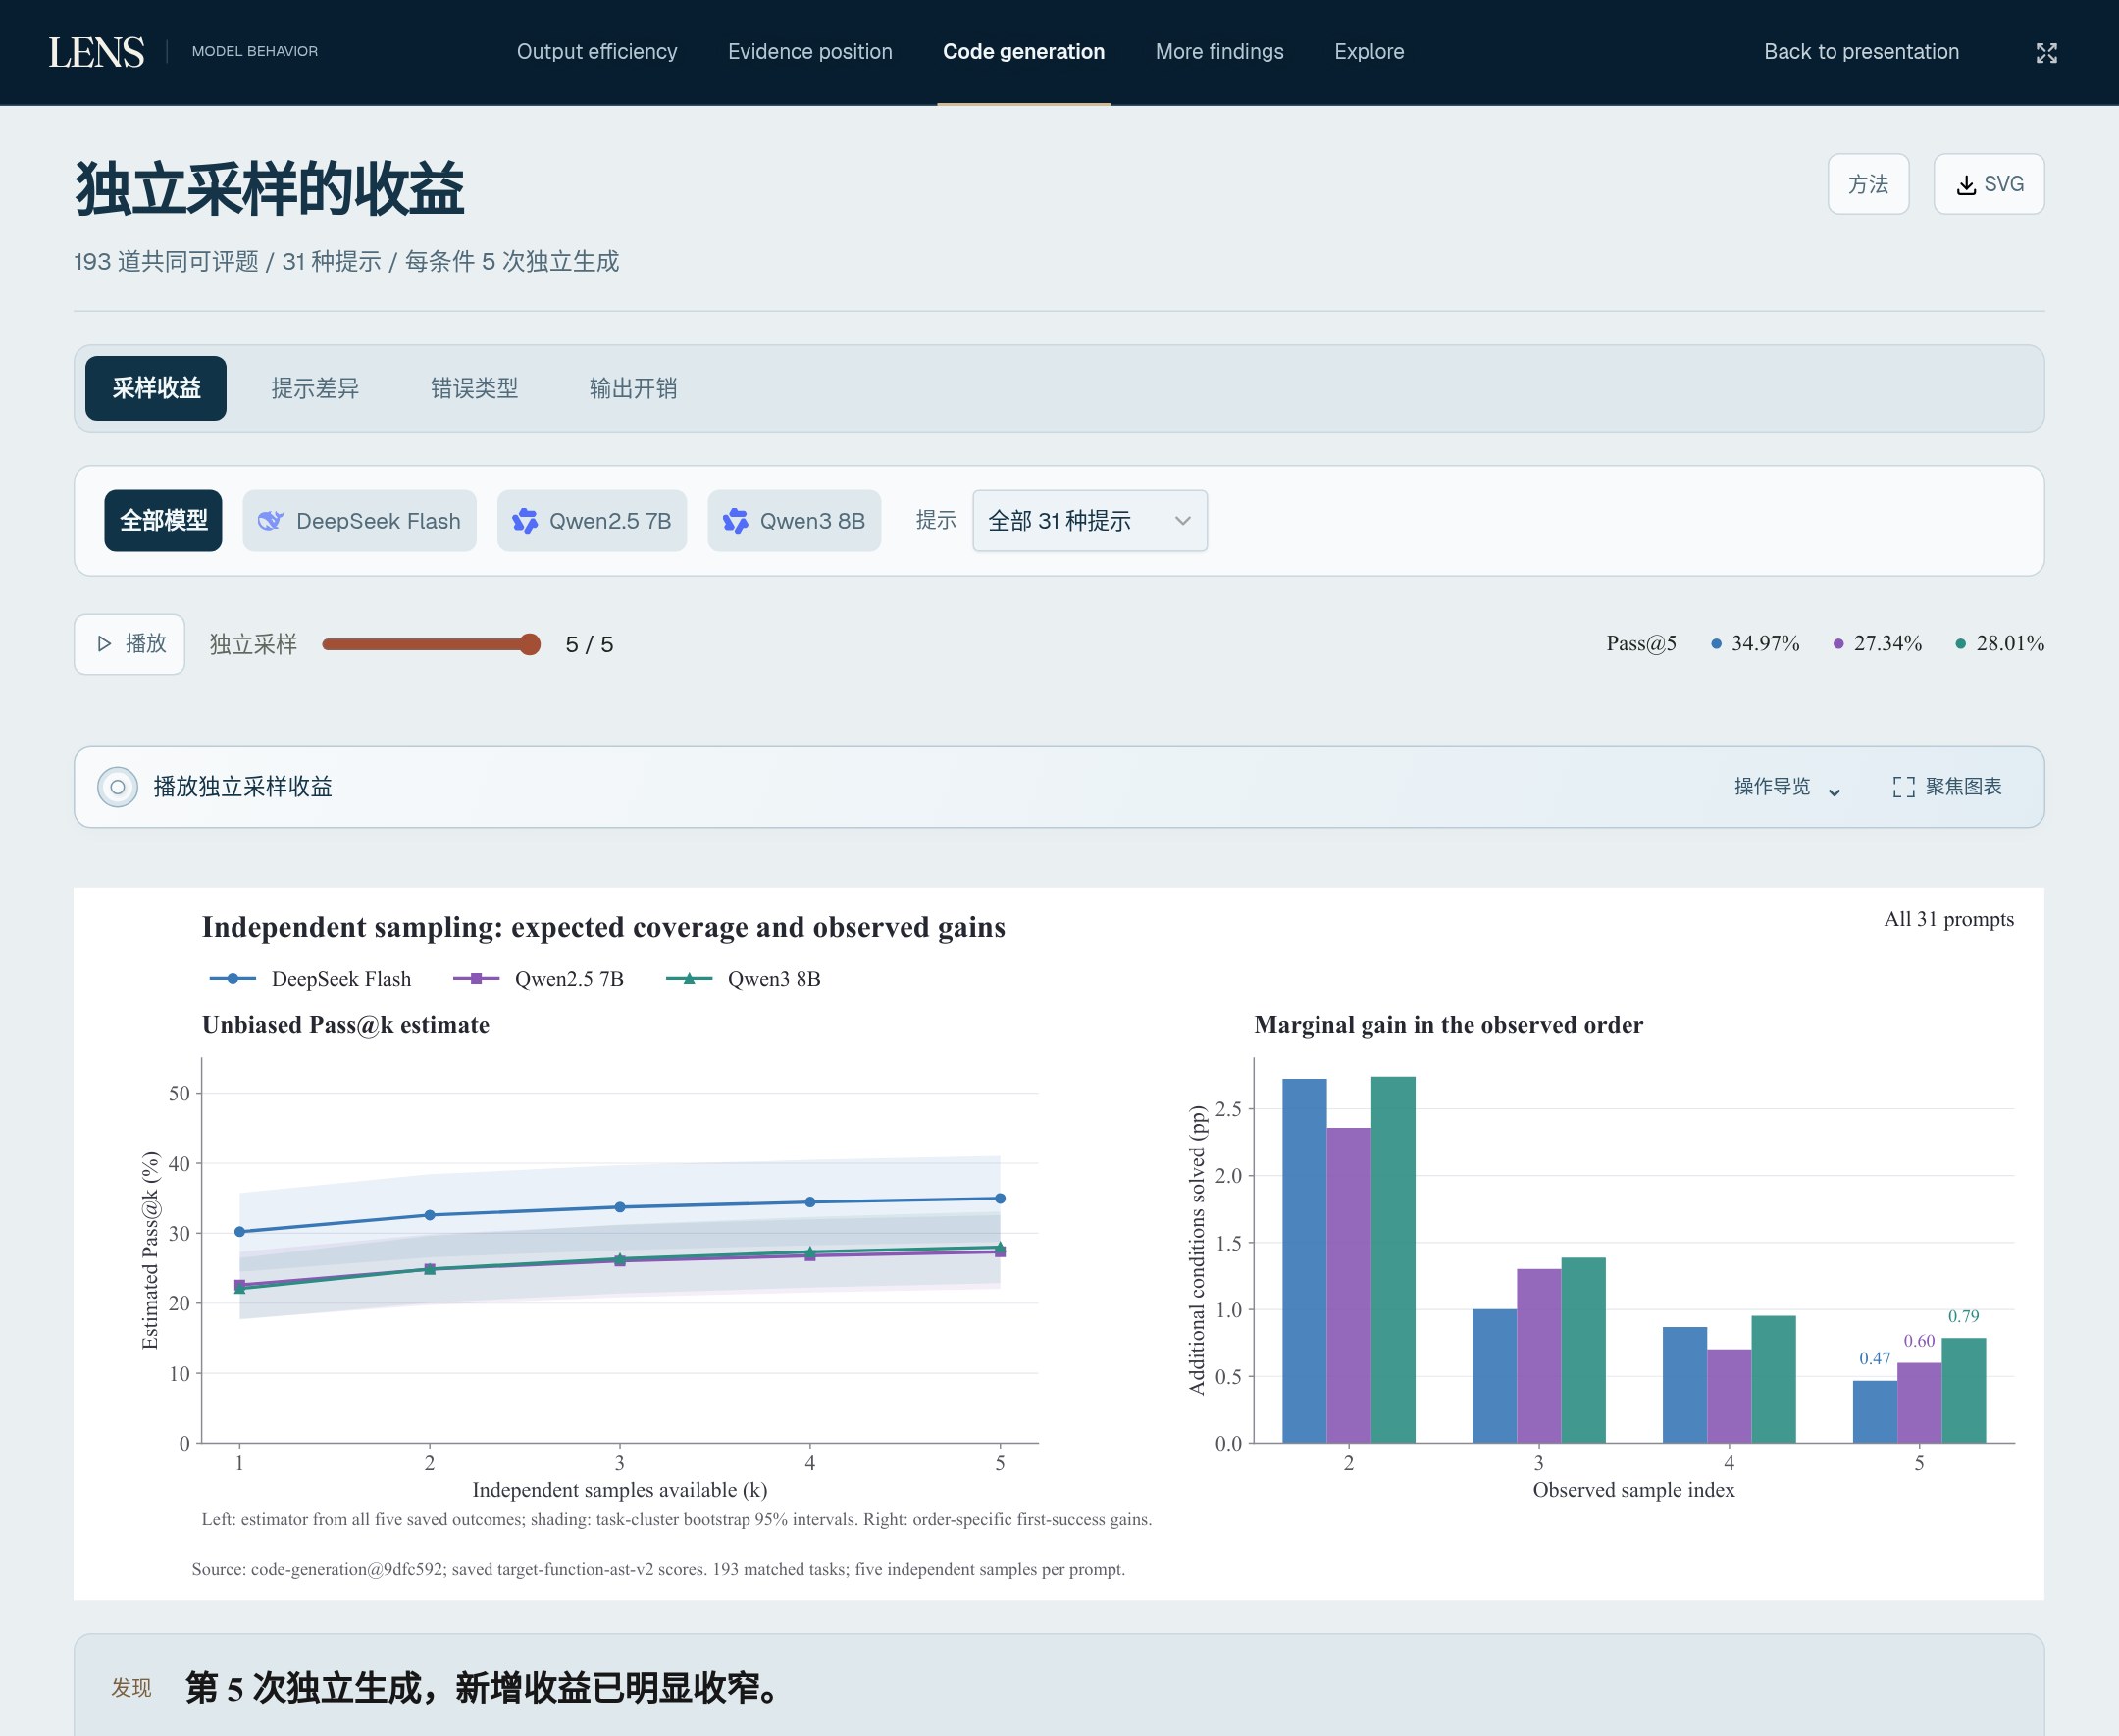 LENS
MODEL BEHAVIOR
Output efficiency
Evidence position
Code generation
More findings
Explore
Back to presentation
独立采样的收益
方法
SVG
193 道共同可评题 / 31 种提示 / 每条件 5 次独立生成
采样收益
提示差异
错误类型
输出开销
全部模型
DeepSeek Flash
Qwen2.5 7B
Qwen3 8B
提示
全部 31 种提示
播放
独立采样
5 / 5
Pass@5
34.97%
27.34%
28.01%
播放独立采样收益
操作导览
聚焦图表
Independent sampling: expected coverage and observed gains
All 31 prompts
DeepSeek Flash
Qwen2.5 7B
Qwen3 8B
Unbiased Pass@k estimate
50
40
30
20
10
0
Estimated Pass@k (%)
1
2
3
4
5
Independent samples available (k)
Marginal gain in the observed order
2.5
2.0
1.5
1.0
0.5
0.0
Additional conditions solved (pp)
0.47
0.60
0.79
2
3
4
5
Observed sample index
Left: estimator from all five saved outcomes; shading: task-cluster bootstrap 95% intervals. Right: order-specific first-success gains.
Source: code-generation@9dfc592; saved target-function-ast-v2 scores. 193 matched tasks; five independent samples per prompt.
发现
第 5 次独立生成，新增收益已明显收窄。